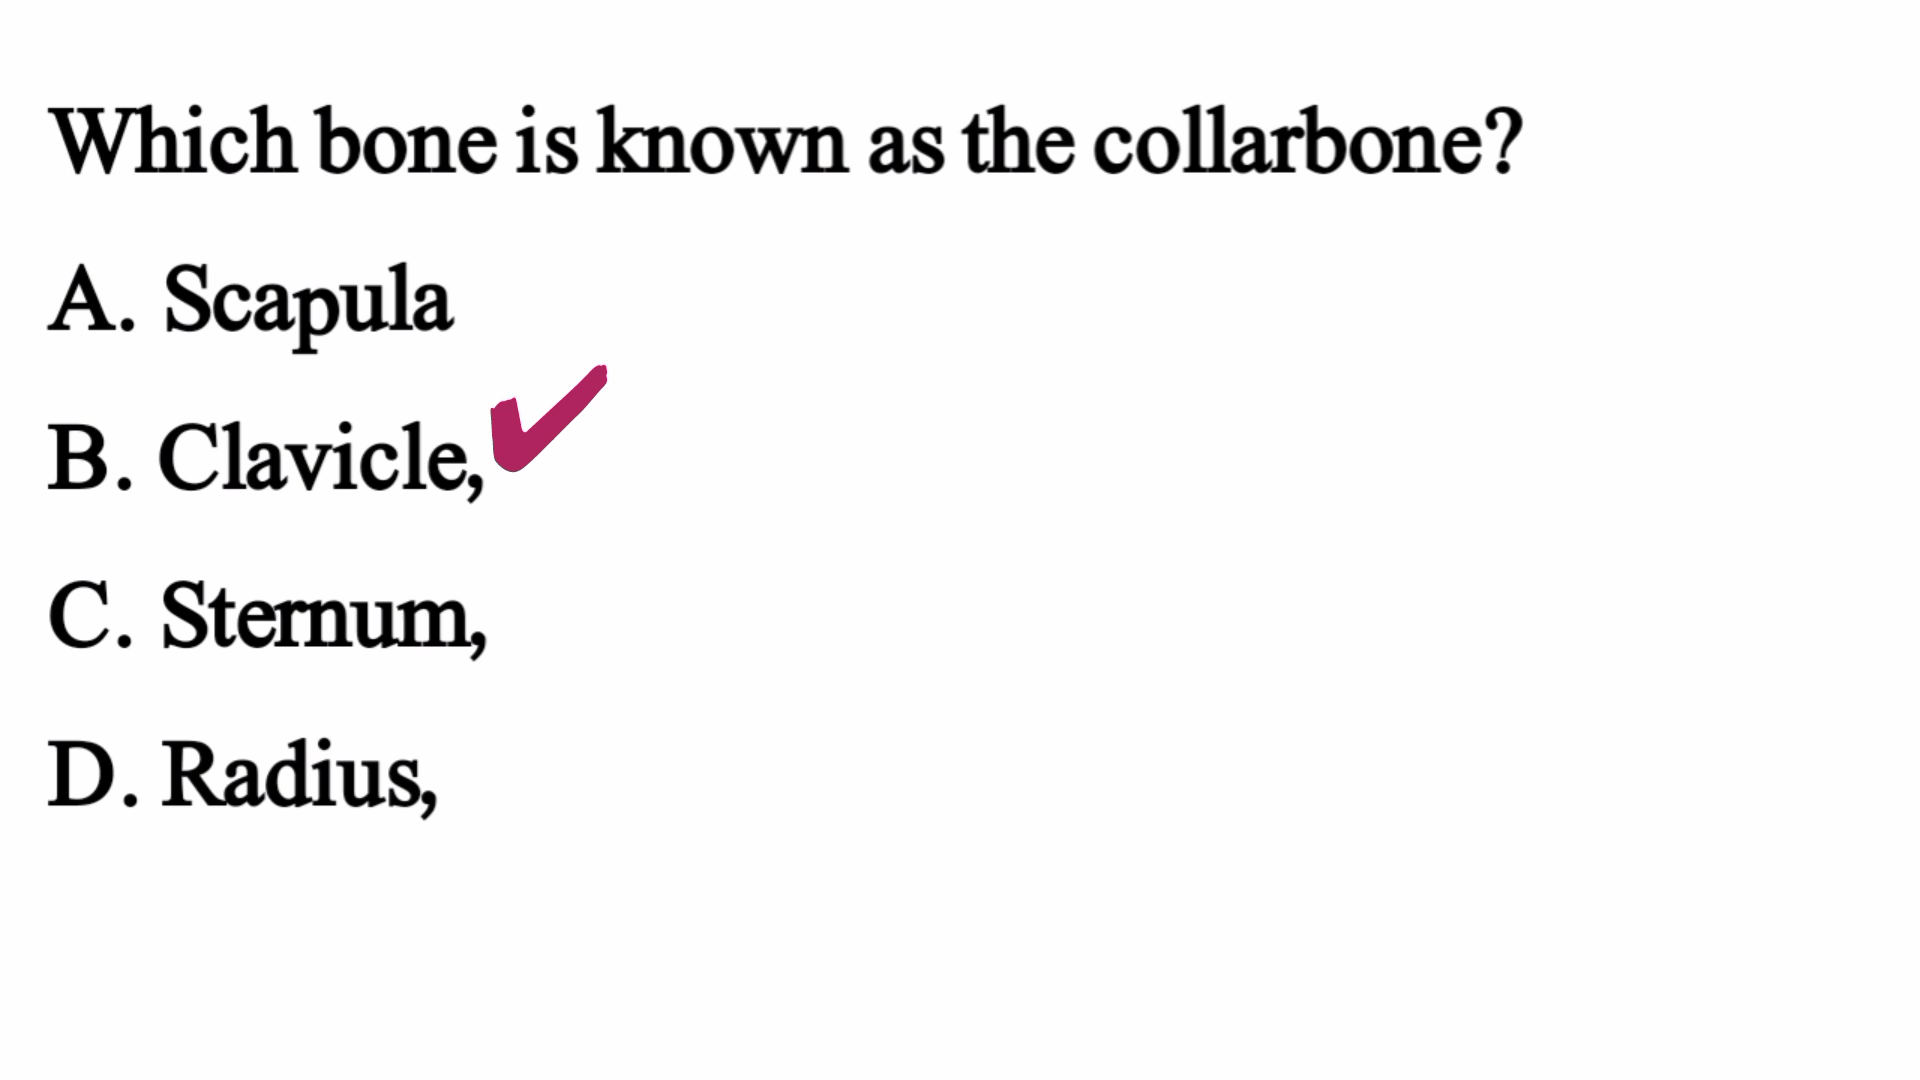 Which bone is known as the collarbone?
A. Scapula
B. Clavicle,
C. Sternum,
D. Radius,